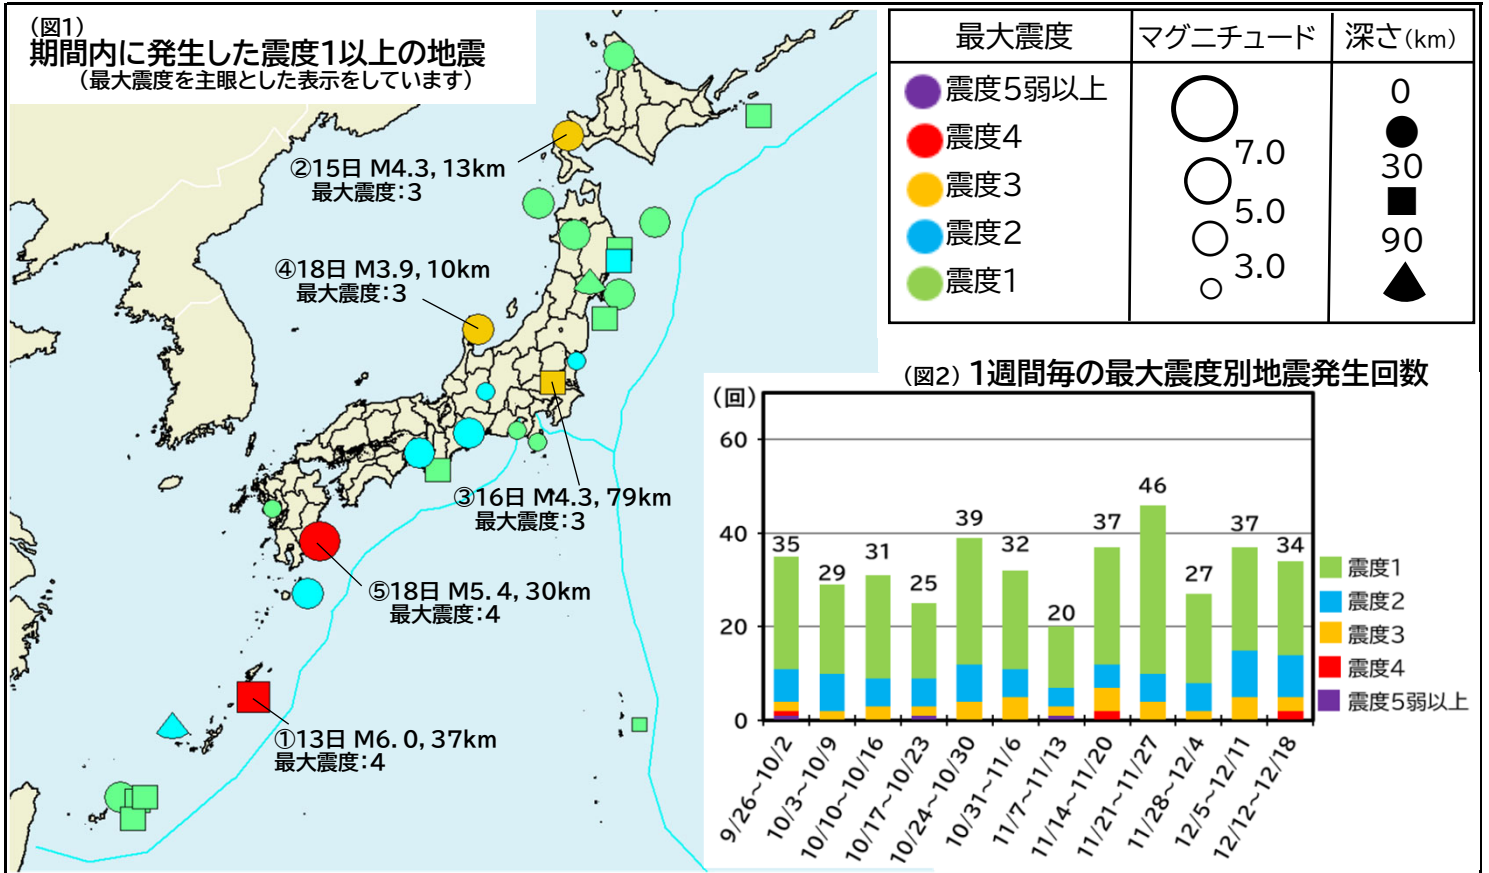 (図1)
期間内に発生した震度1以上の地震
(最大震度を主眼とした表示をしています)
②15日 M4.3, 13km
最大震度:3
④18日 M3.9, 10km
最大震度:3
③16日 M4.3, 79km
最大震度:3
⑤18日 M5.4, 30km
最大震度:4
①13日 M6.0, 37km
最大震度:4
最大震度 マグニチュード 深さ(km)
震度5弱以上
震度4
震度3
震度2
震度1
7.0
5.0
3.0
0
30
90
(図2) 1週間毎の最大震度別地震発生回数
(回)
60
40
20
0
35
29
31
25
39
32
20
37
46
27
37
34
9/26~10/2
10/3~10/9
10/10~10/16
10/17~10/23
10/24~10/30
10/31~11/6
11/7~11/13
11/14~11/20
11/21~11/27
11/28~12/4
12/5~12/11
12/12~12/18
震度1
震度2
震度3
震度4
震度5弱以上